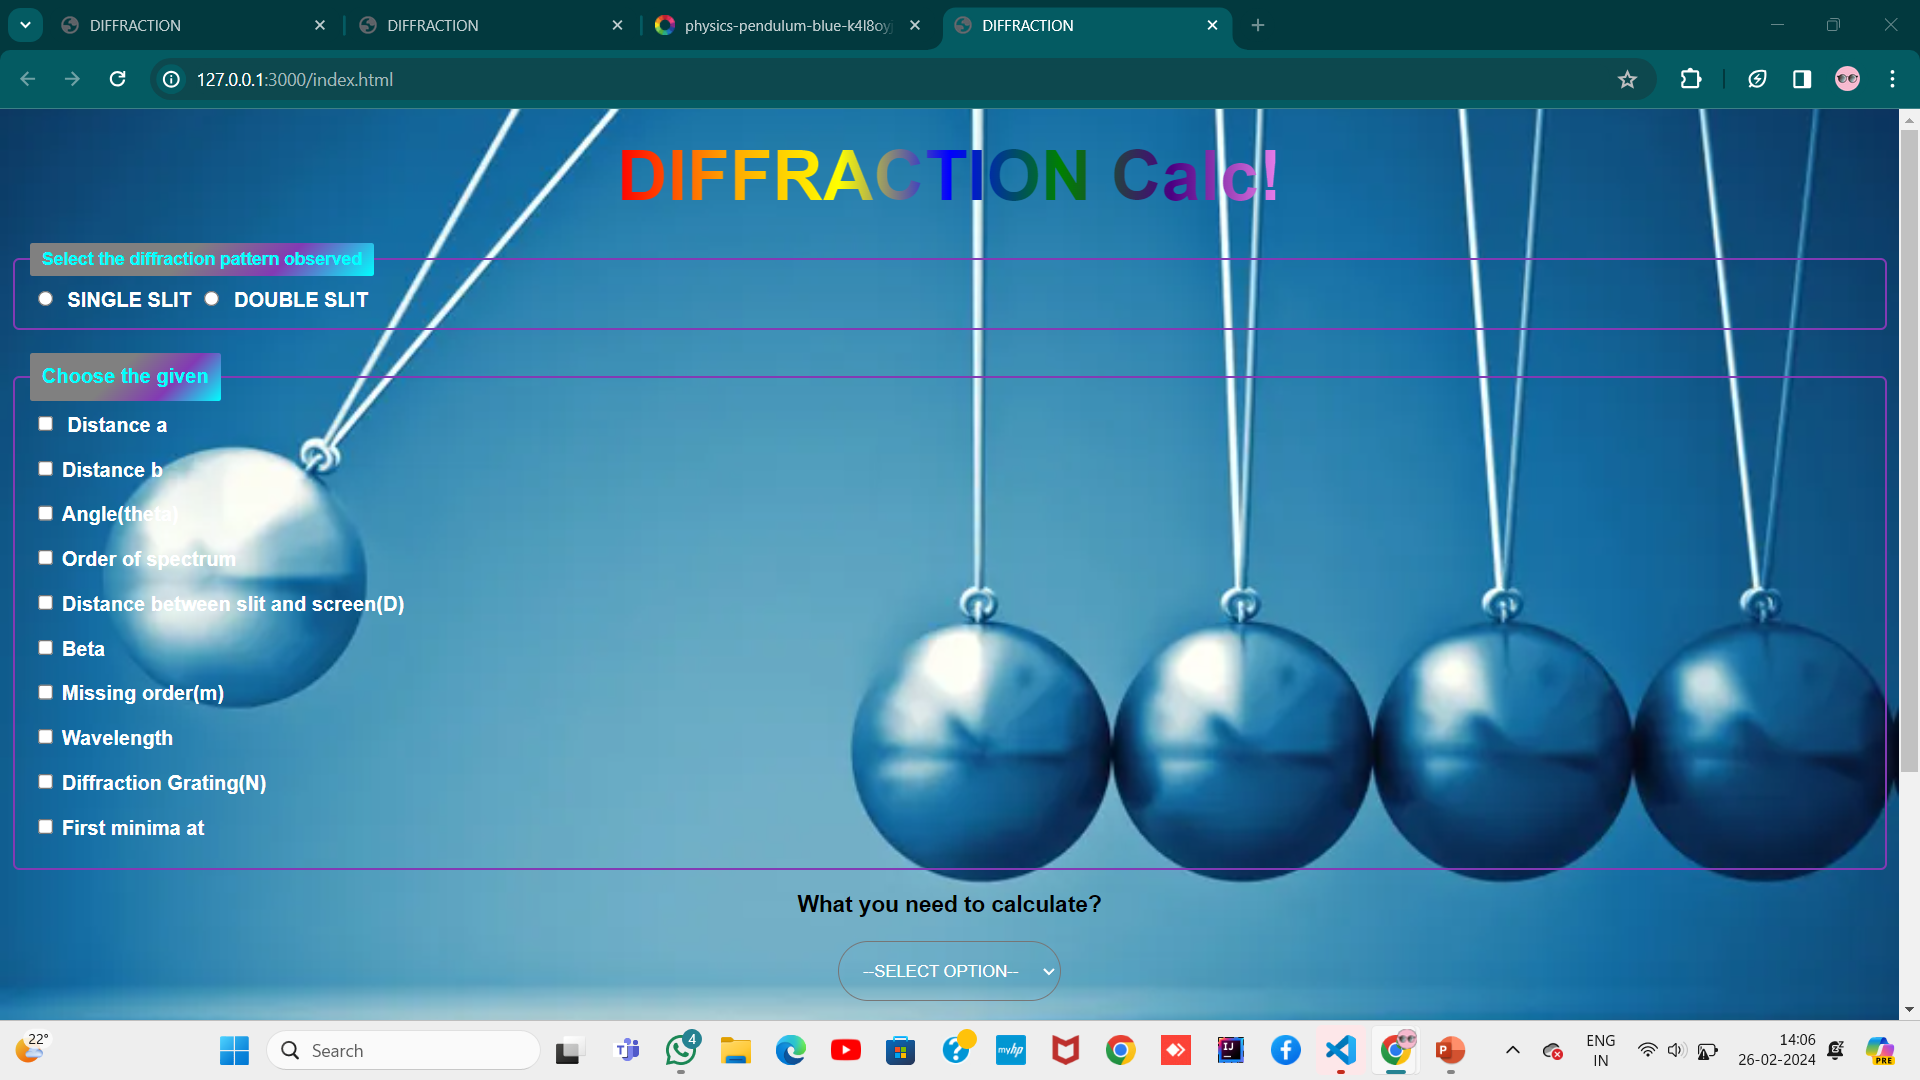 DIFFRACTION
DIFFRACTION
physics-pendulum-blue-k4l8oy
DIFFRACTION
127.0.0.1:3000/index.html
DIFFRACTION Calc!
Select the diffraction pattern observed
SINGLE SLIT DOUBLE SLIT
Choose the given
Distance a
Distance b
Angle(theta)
Order of spectrum
Distance between slit and screen(D)
Beta
Missing order(m)
Wavelength
Diffraction Grating(N)
First minima at
What you need to calculate?
--SELECT OPTION--
22°
Search
4
myhp
ENG
IN
14:06
26-02-2024
PRE